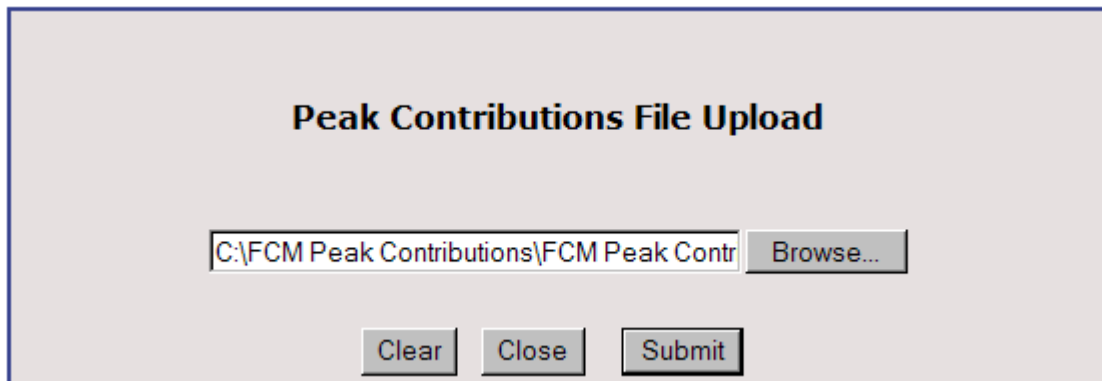 Peak Contributions File Upload
C:\FCM Peak Contributions\FCM Peak Contr Browse...
Clear Close Submit